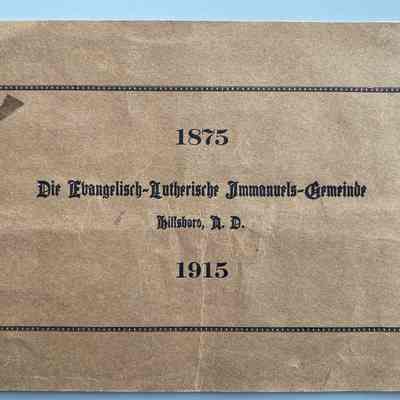 1875
Die Evangelisch-Lutherische Immanuels-Gemeinde
Hillsboro, N. D.
1915